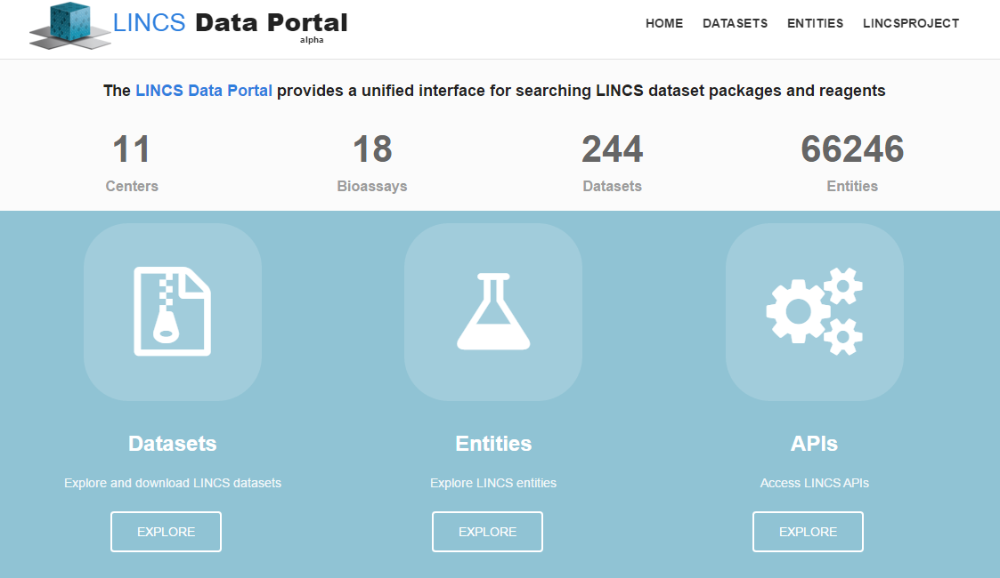 LINCS Data Portal
alpha
HOME DATASETS ENTITIES LINCSPROJECT
The LINCS Data Portal provides a unified interface for searching LINCS dataset packages and reagents
11 18 244 66246
Centers Bioassays Datasets Entities
Datasets Entities APIs
Explore and download LINCS datasets Explore LINCS entities Access LINCS APIs
EXPLORE EXPLORE EXPLORE